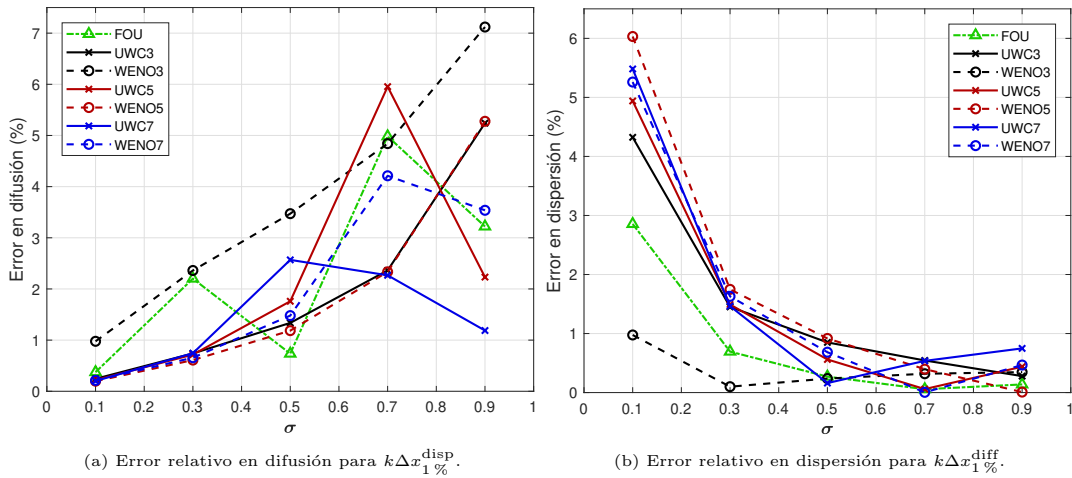 7
6
5
4
3
2
1
0
Error en difusión (%)
FOU
UWC3
WENO3
UWC5
WENO5
UWC7
WENO7
0 0.1 0.2 0.3 0.4 0.5 0.6 0.7 0.8 0.9 1
σ
(a) Error relativo en difusión para kΔx^{disp}_{1 %}.
6
5
4
3
2
1
0
Error en dispersión (%)
FOU
UWC3
WENO3
UWC5
WENO5
UWC7
WENO7
0 0.1 0.2 0.3 0.4 0.5 0.6 0.7 0.8 0.9 1
σ
(b) Error relativo en dispersión para kΔx^{diff}_{1 %}.